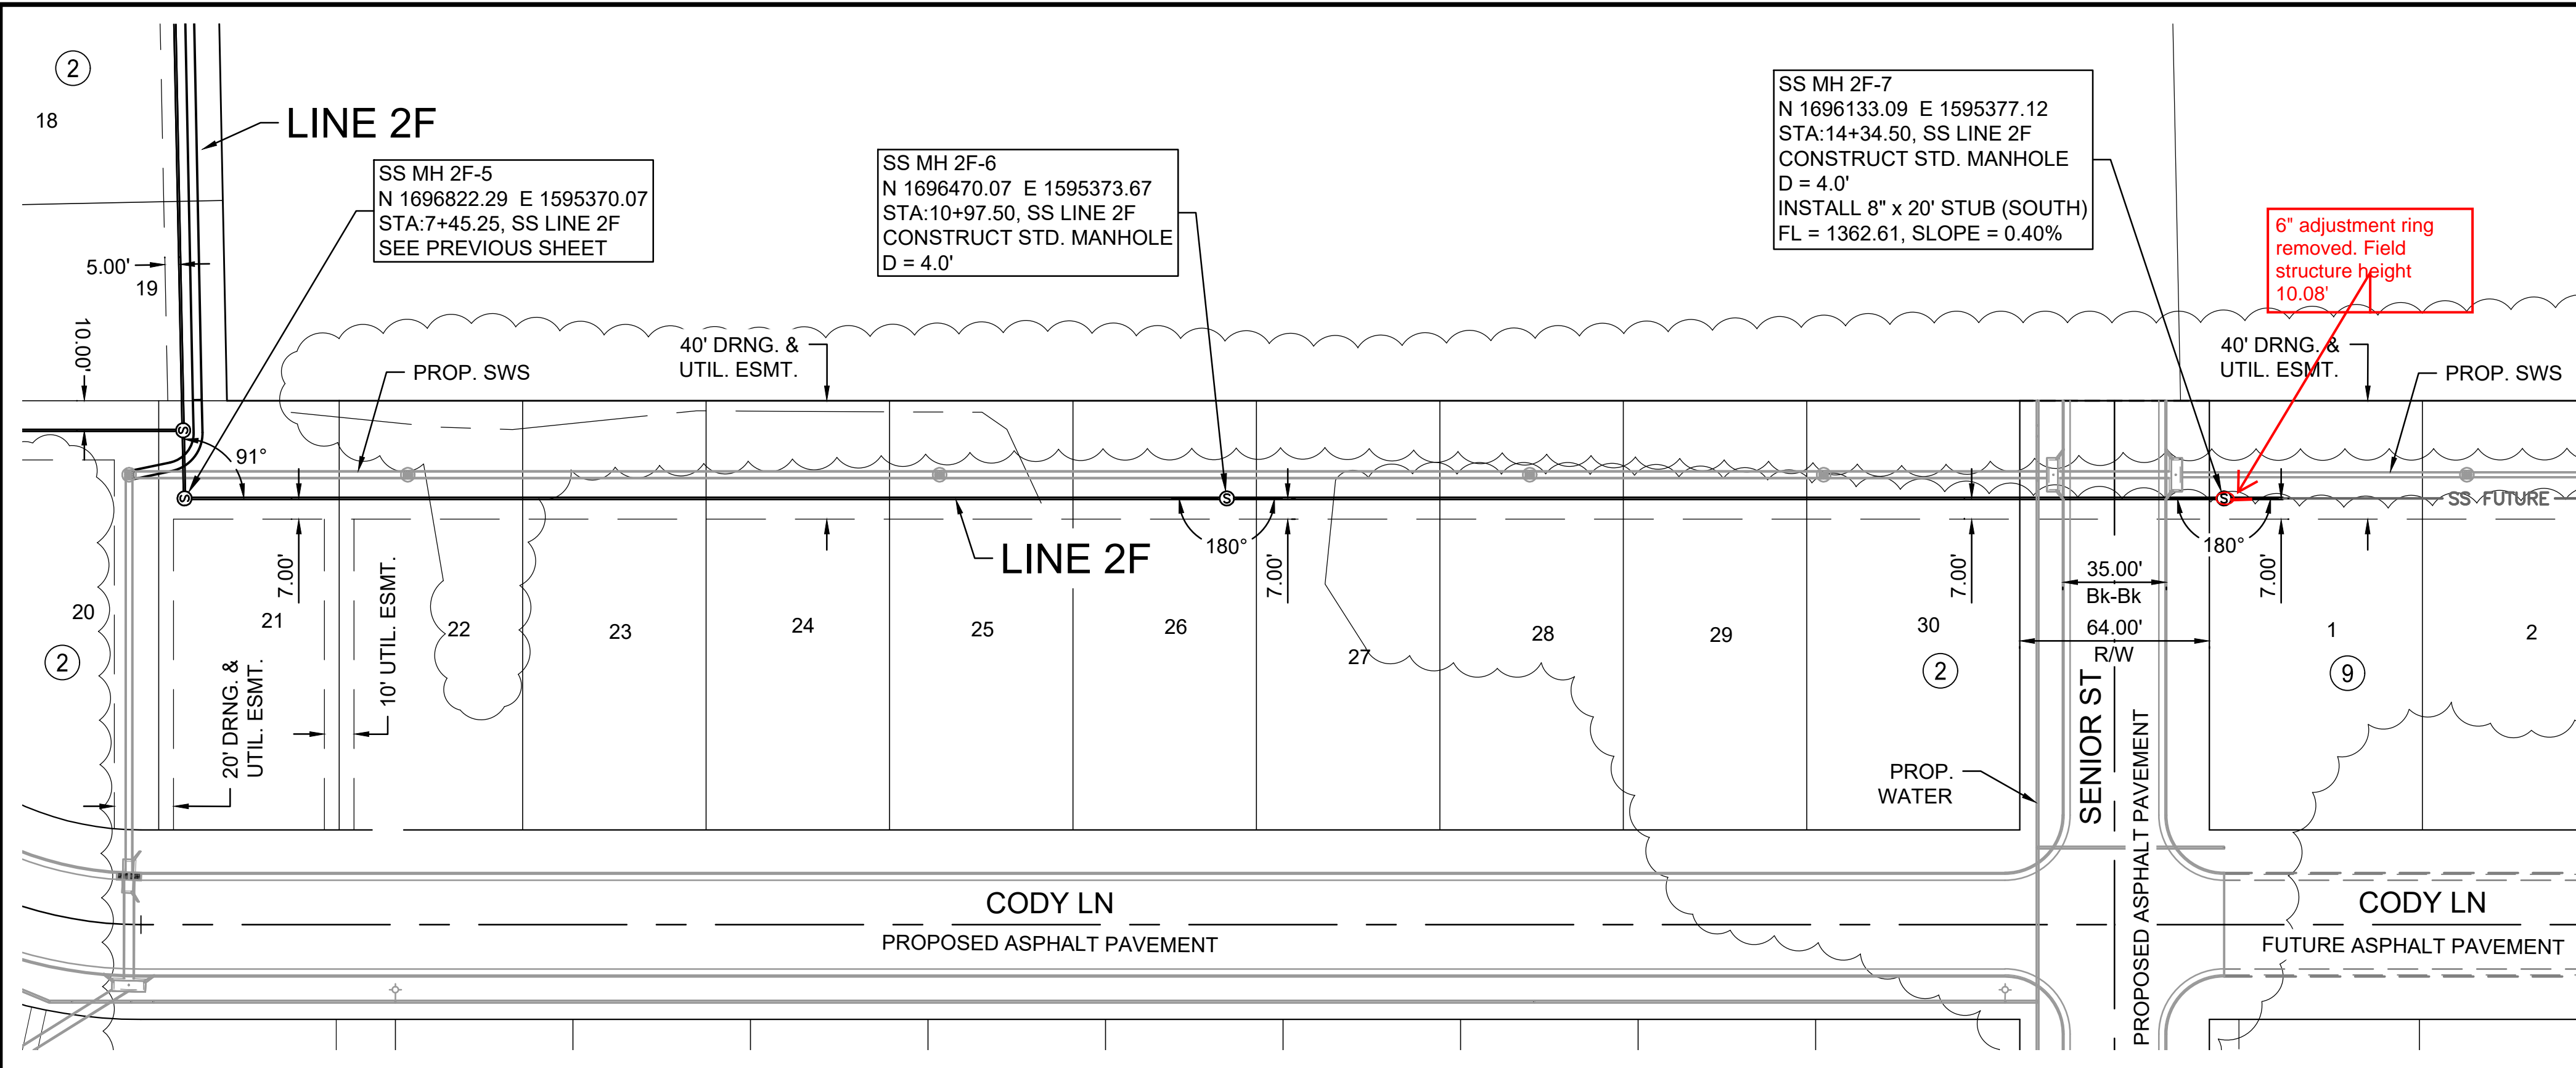 2
18
LINE 2F
SS MH 2F-5
N 1696822.29 E 1595370.07
STA:7+45.25, SS LINE 2F
SEE PREVIOUS SHEET
SS MH 2F-6
N 1696470.07 E 1595373.67
STA:10+97.50, SS LINE 2F
CONSTRUCT STD. MANHOLE
D = 4.0'
SS MH 2F-7
N 1696133.09 E 1595377.12
STA:14+34.50, SS LINE 2F
CONSTRUCT STD. MANHOLE
D = 4.0'
INSTALL 8" x 20' STUB (SOUTH)
FL = 1362.61, SLOPE = 0.40%
6" adjustment ring
removed. Field
structure height
10.08'
5.00'
19
10.00'
PROP. SWS
40' DRNG. &
UTIL. ESMT.
40' DRNG. &
UTIL. ESMT.
PROP. SWS
S
91°
S
S
S
SS FUTURE
LINE 2F
180°
180°
7.00'
7.00'
7.00'
7.00'
35.00'
Bk-Bk
64.00'
R/W
20
21
22
23
24
25
26
27
28
29
30
1
2
2
2
9
20' DRNG. &
UTIL. ESMT.
10' UTIL. ESMT.
PROP.
WATER
SENIOR ST
PROPOSED ASPHALT PAVEMENT
CODY LN
PROPOSED ASPHALT PAVEMENT
CODY LN
FUTURE ASPHALT PAVEMENT